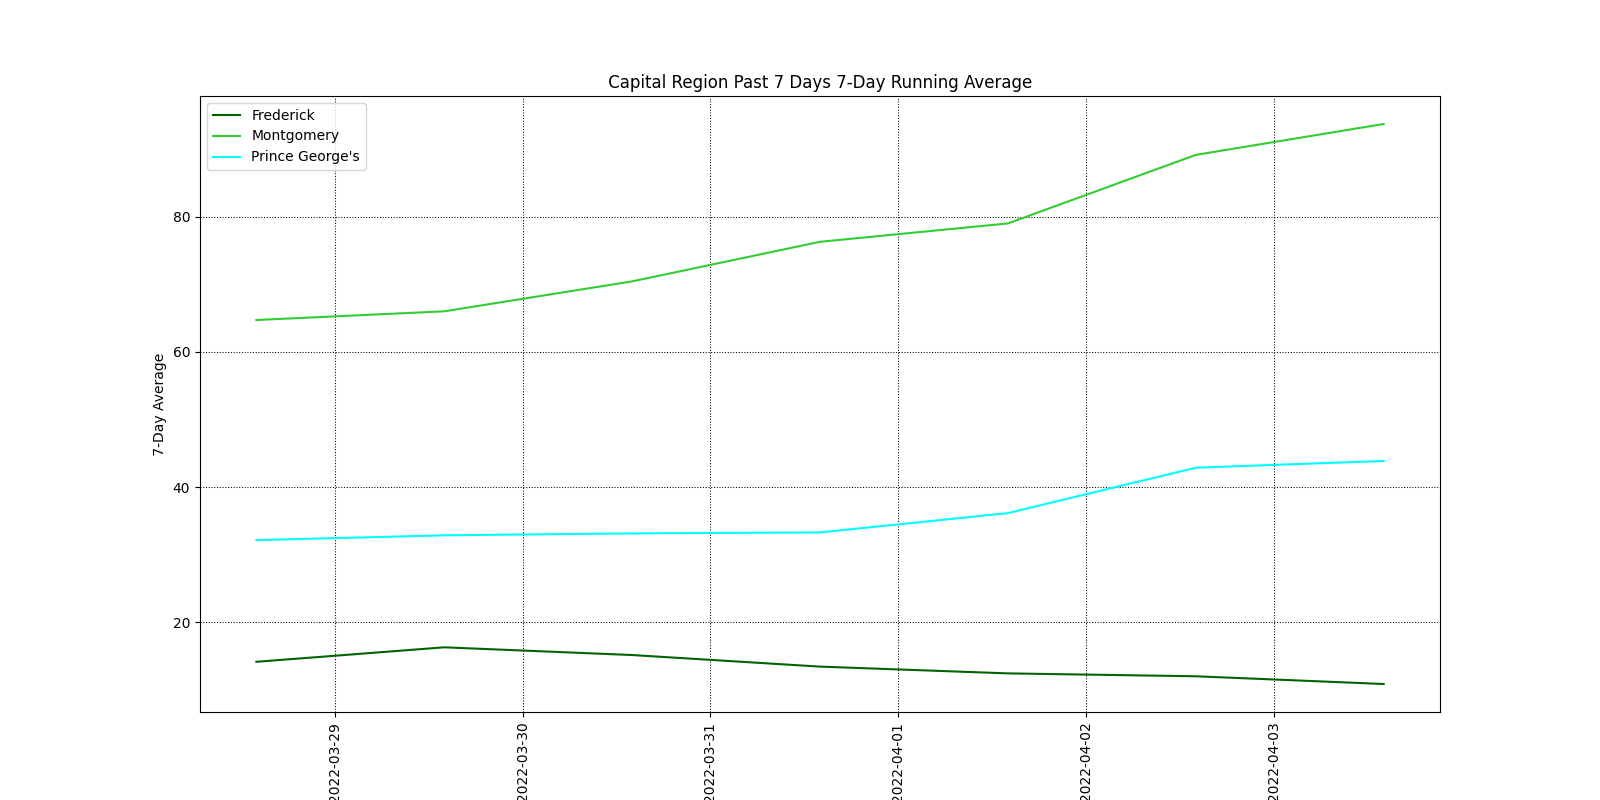 Capital Region Past 7 Days 7-Day Running Average
Frederick
Montgomery
Prince George's
80
60
40
20
7-Day Average
2022-03-29
2022-03-30
2022-03-31
2022-04-01
2022-04-02
2022-04-03